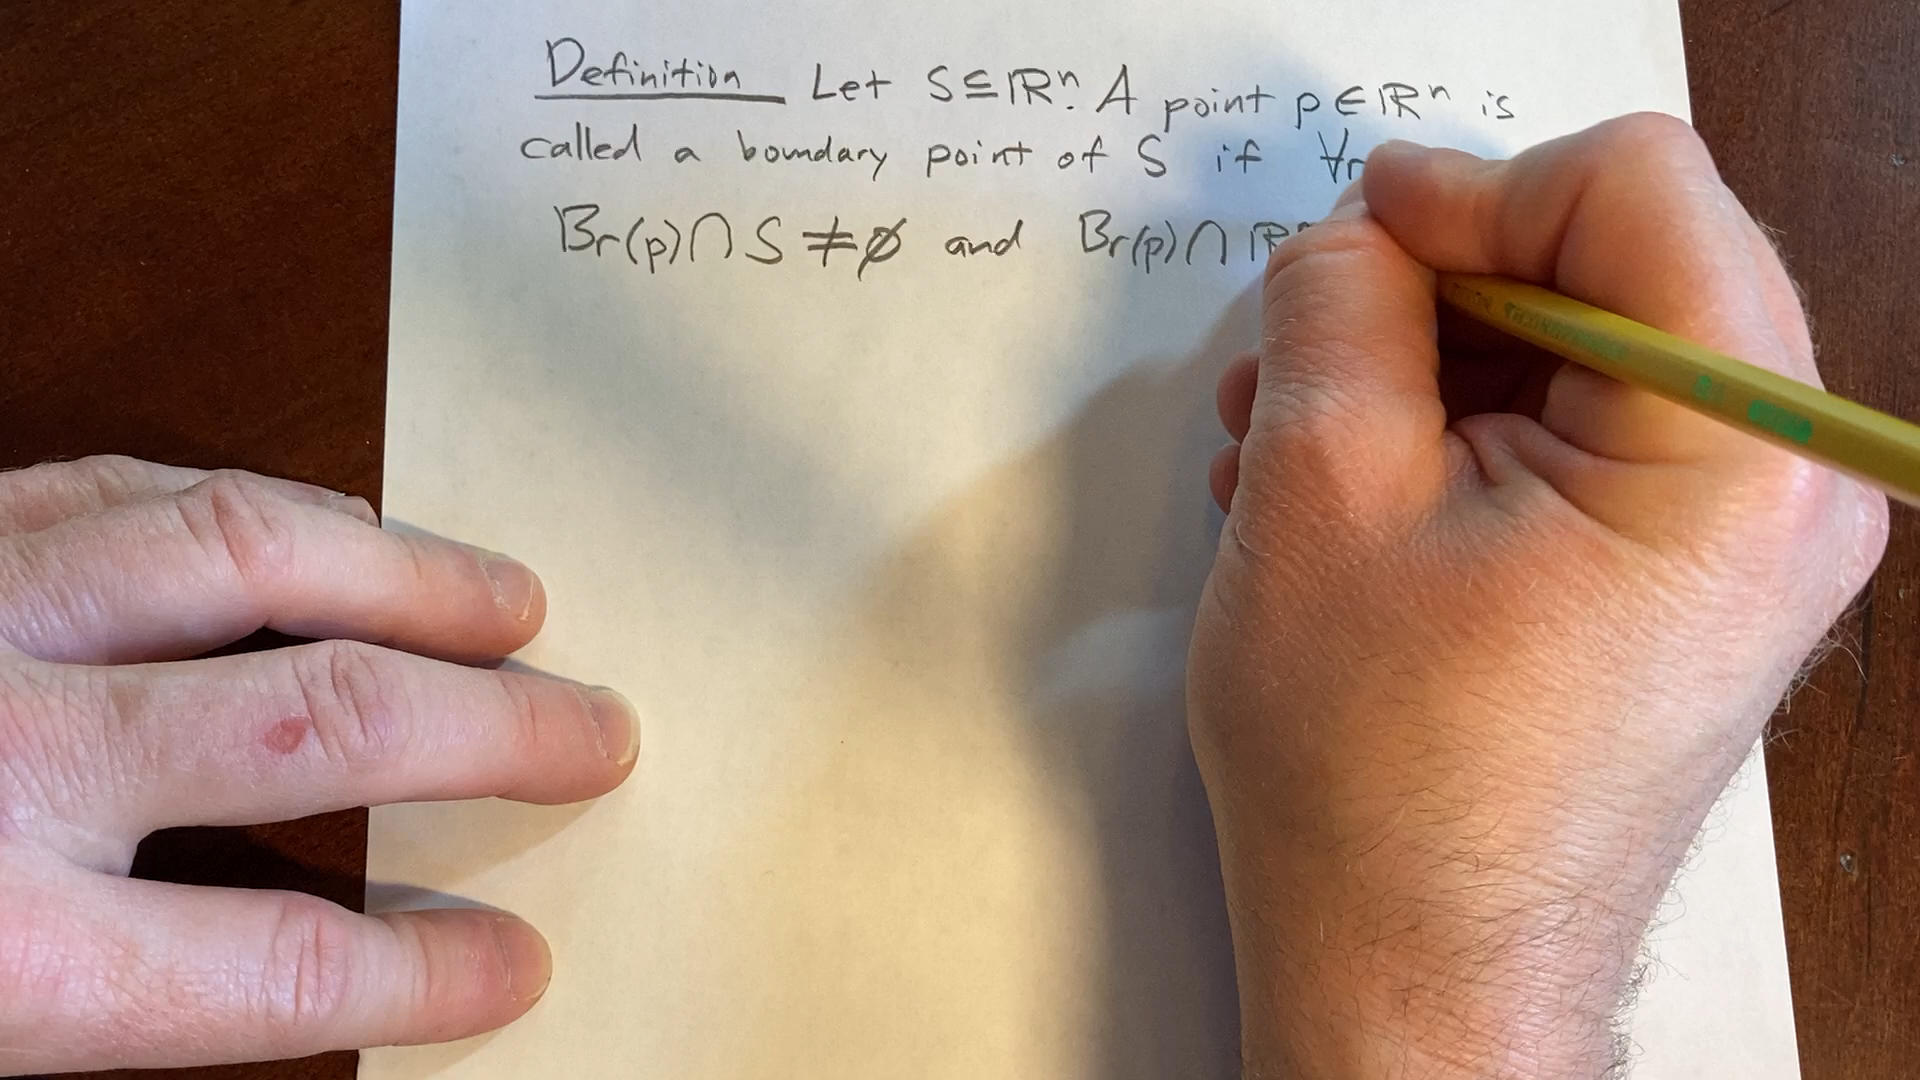 Definition Let S⊆ℝⁿ. A point p∈ℝⁿ is
called a boundary point of S if ∀r
Br(p)∩S≠∅ and Br(p)∩ℝ